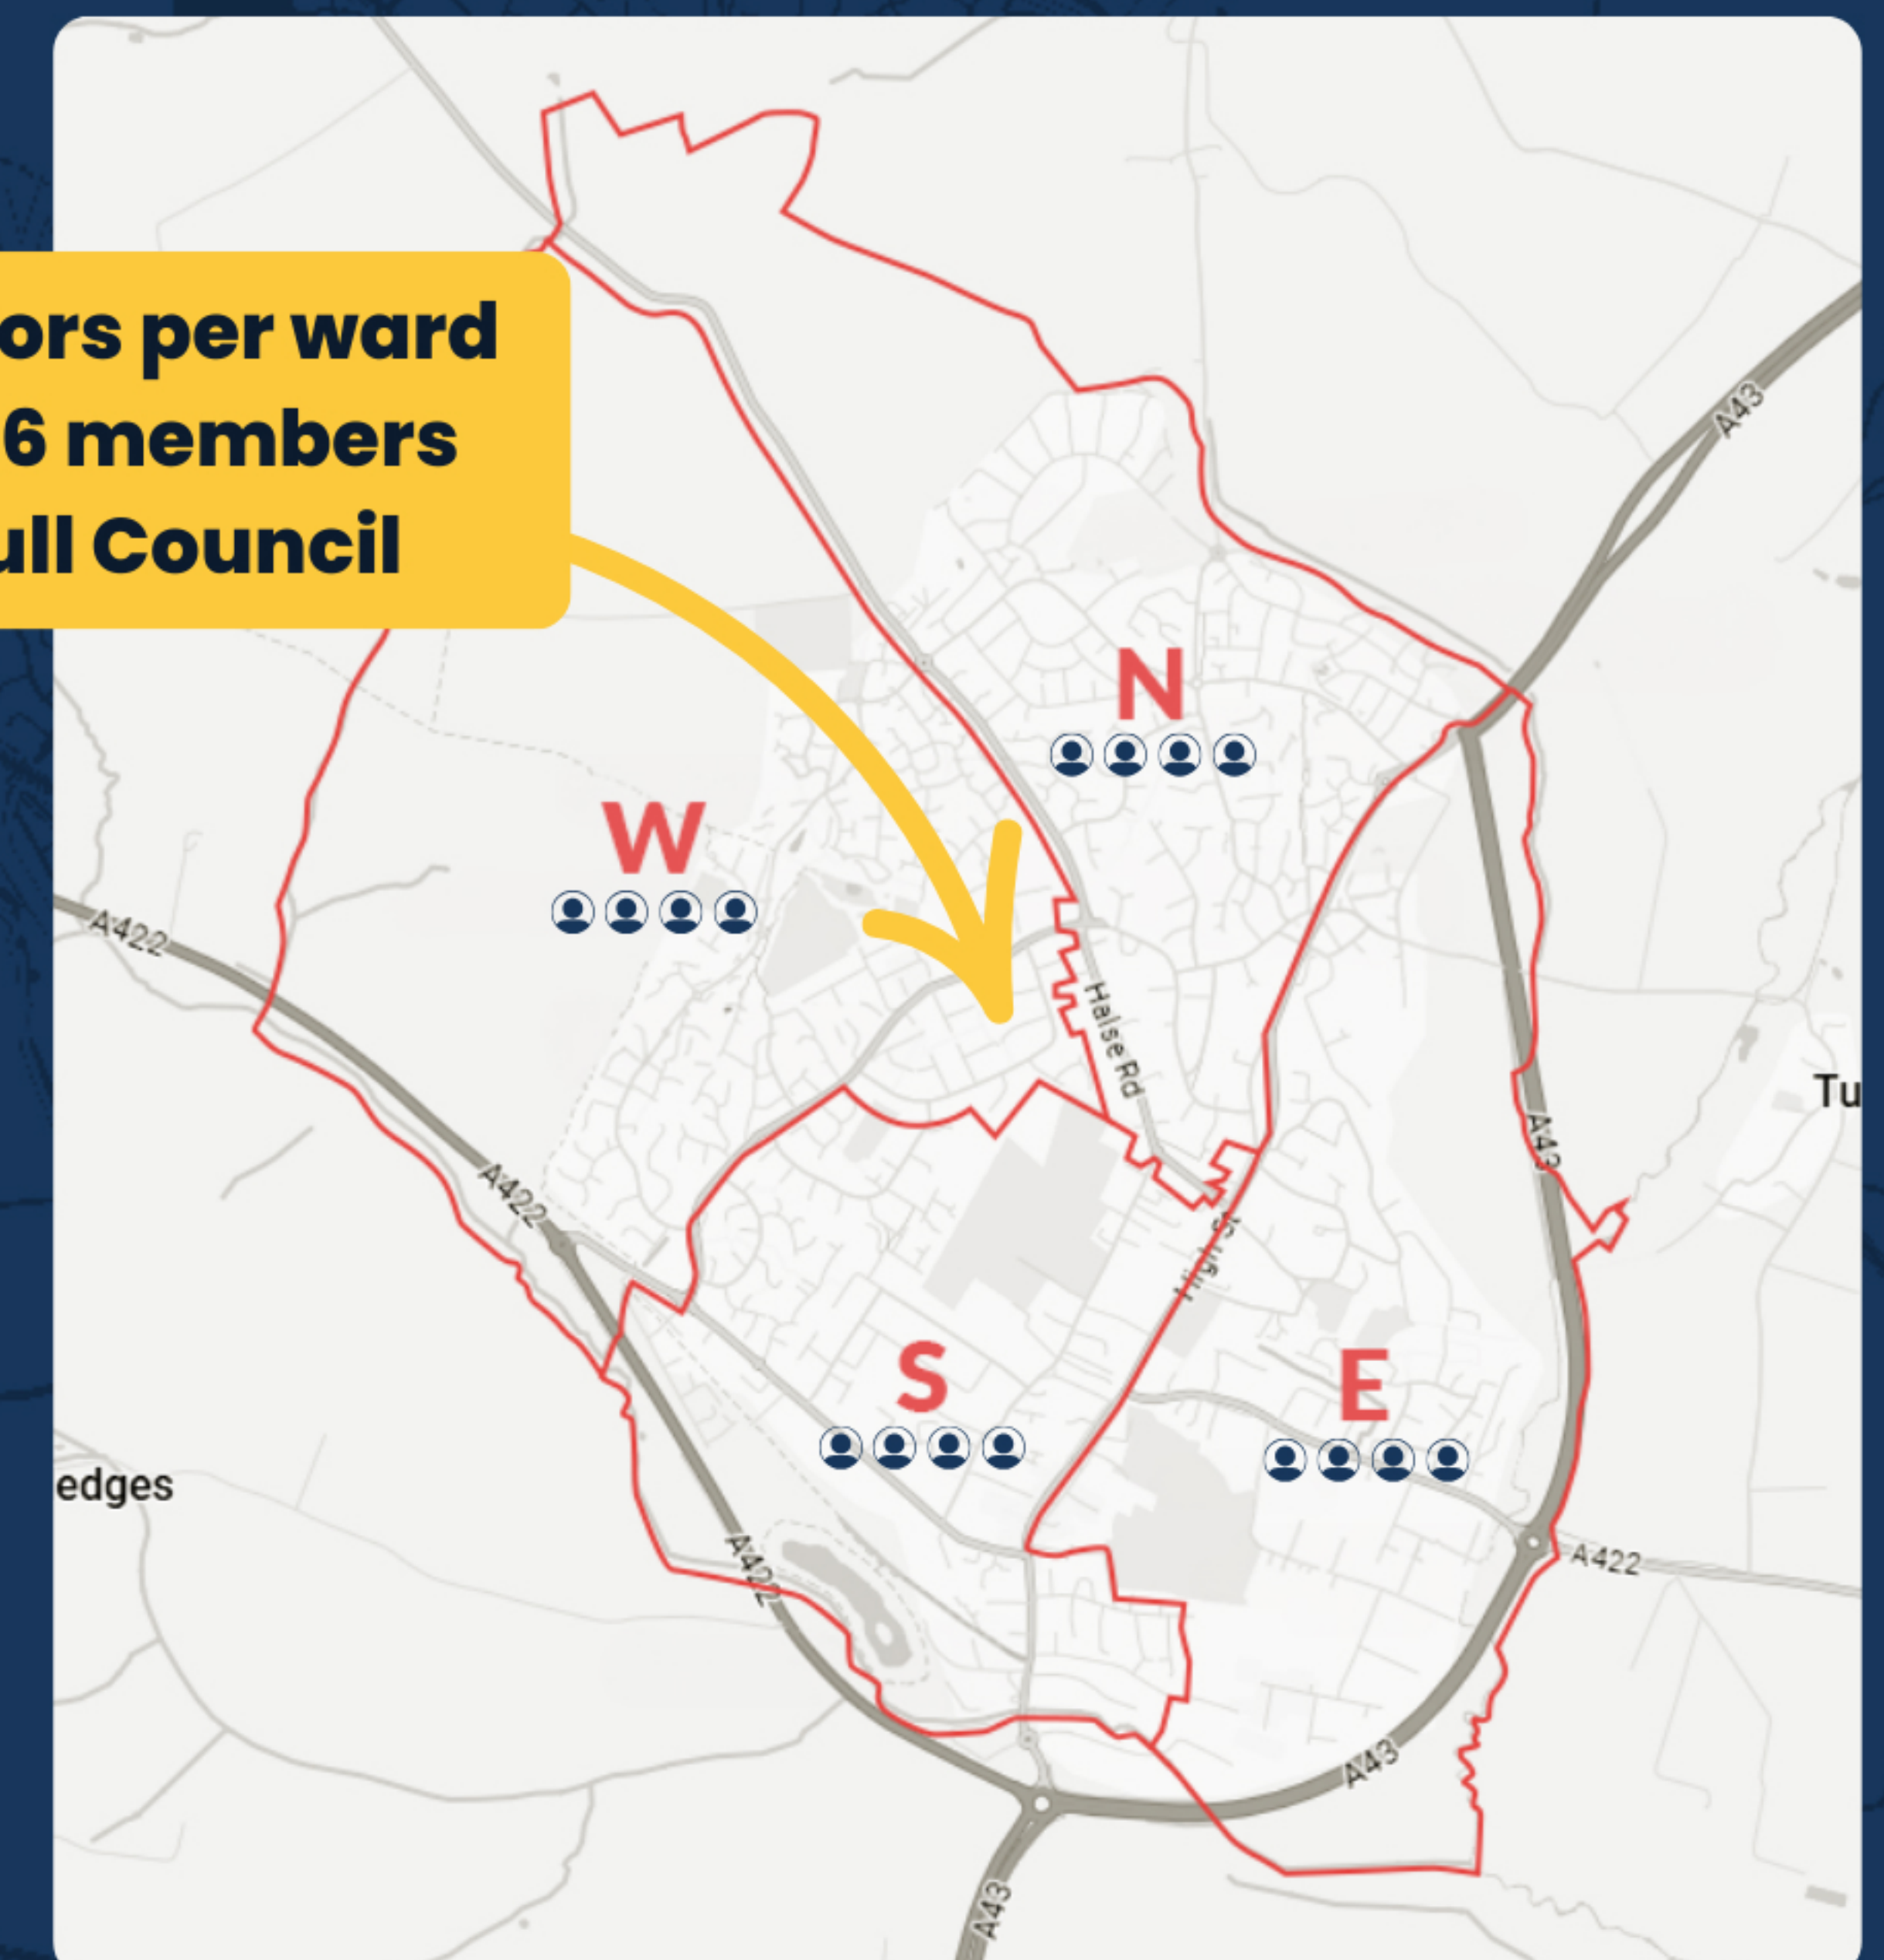 ors per ward
6 members
ull Council
A43
N
W
A422
Halse Rd
Tu
A43
A422
High St
S
E
edges
A422
A422
A43
A43